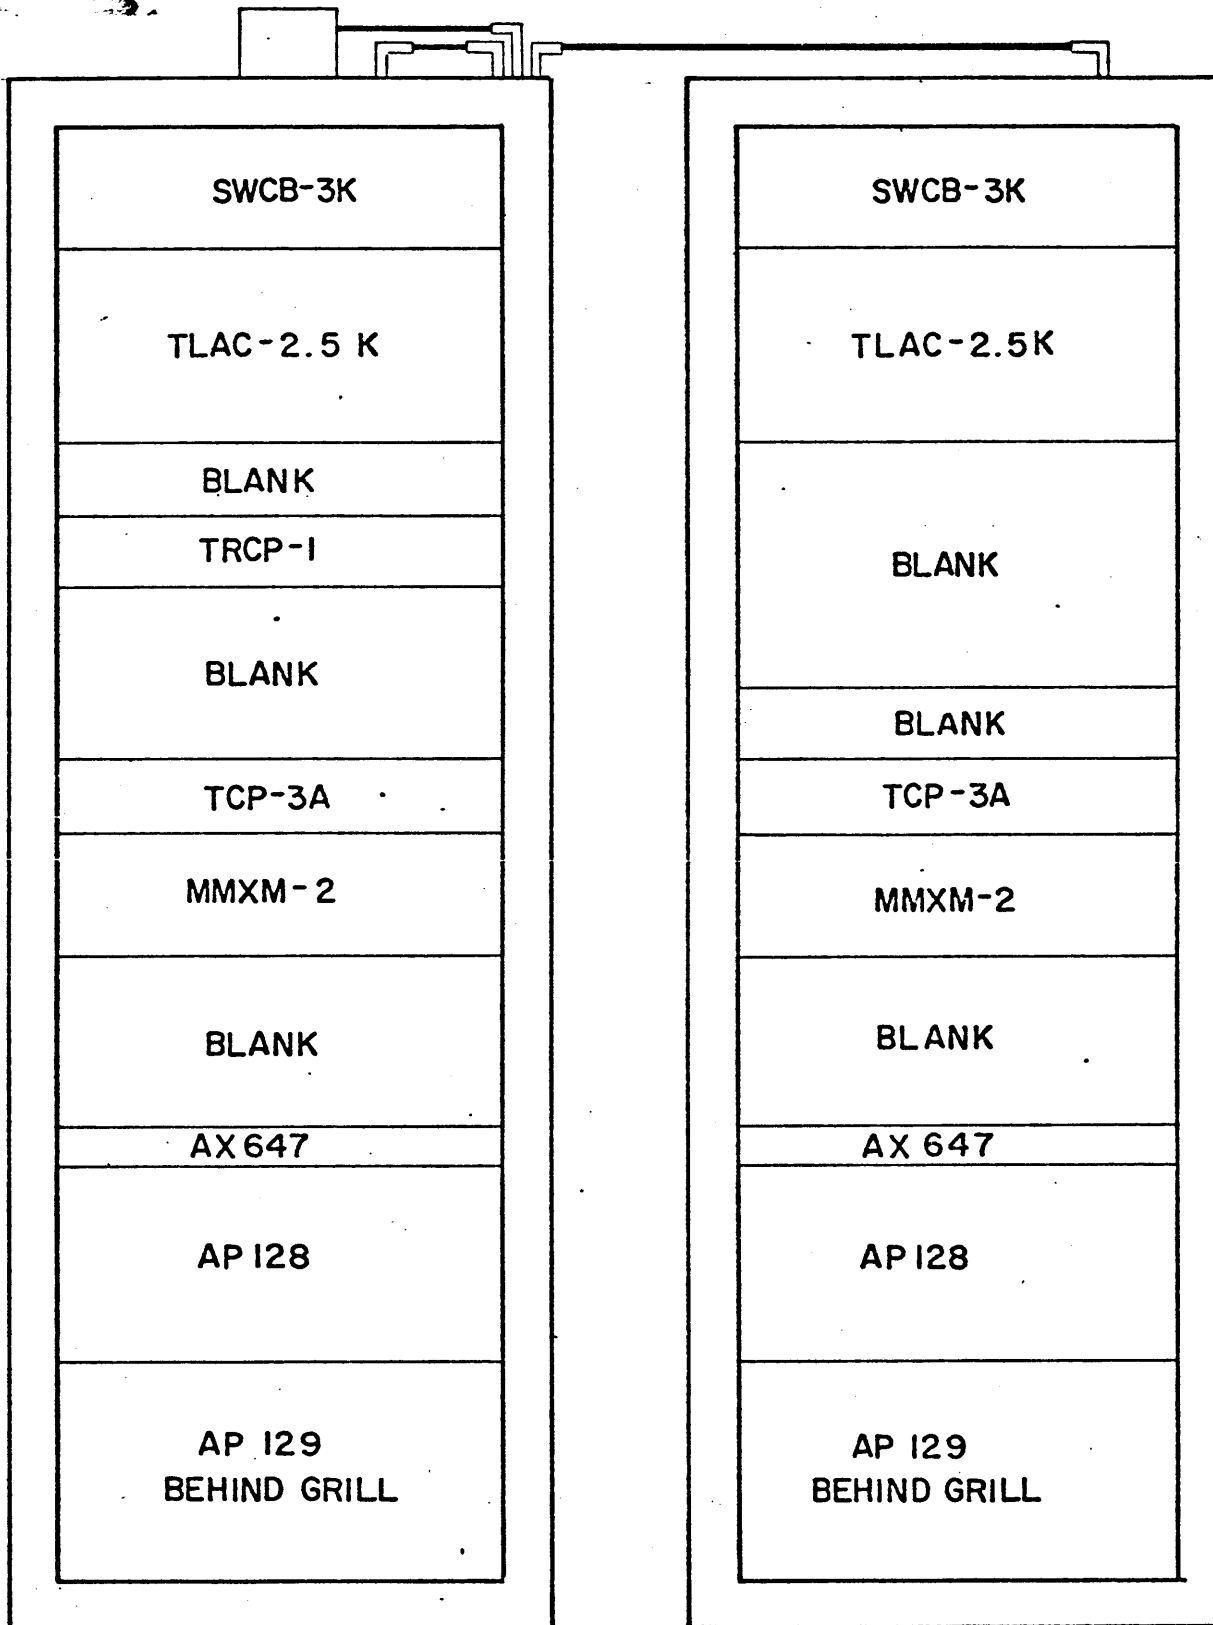 SWCB-3K
TLAC-2.5 K
BLANK
TRCP-1
BLANK
TCP-3A
MMXM-2
BLANK
AX 647
AP 128
AP 129
BEHIND GRILL
SWCB-3K
TLAC-2.5K
BLANK
BLANK
TCP-3A
MMXM-2
BLANK
AX 647
AP 128
AP 129
BEHIND GRILL